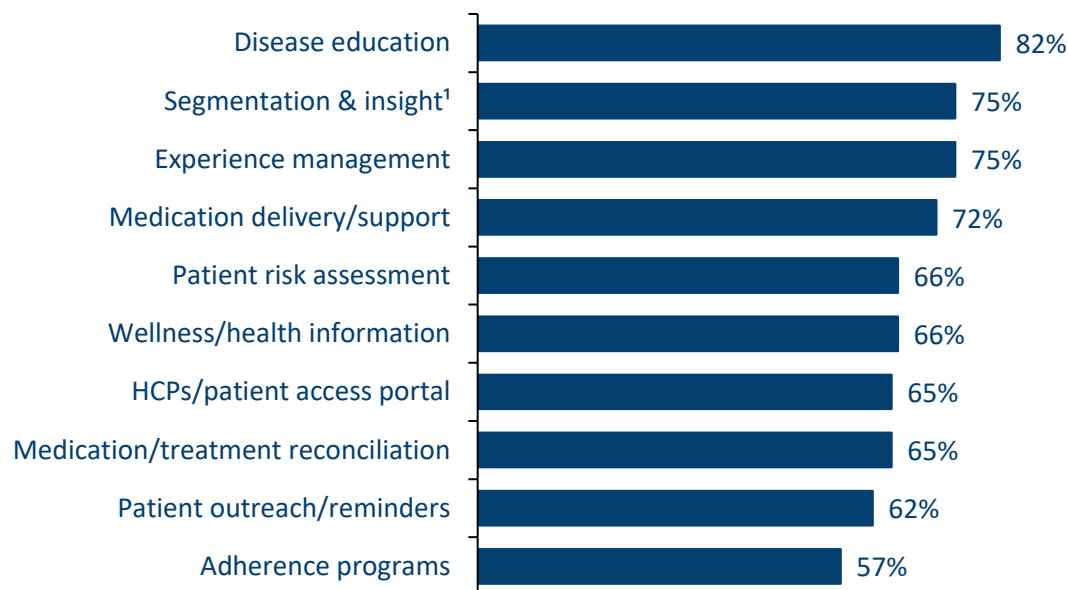 Disease education 82%
Segmentation & insight¹ 75%
Experience management 75%
Medication delivery/support 72%
Patient risk assessment 66%
Wellness/health information 66%
HCPs/patient access portal 65%
Medication/treatment reconciliation 65%
Patient outreach/reminders 62%
Adherence programs 57%